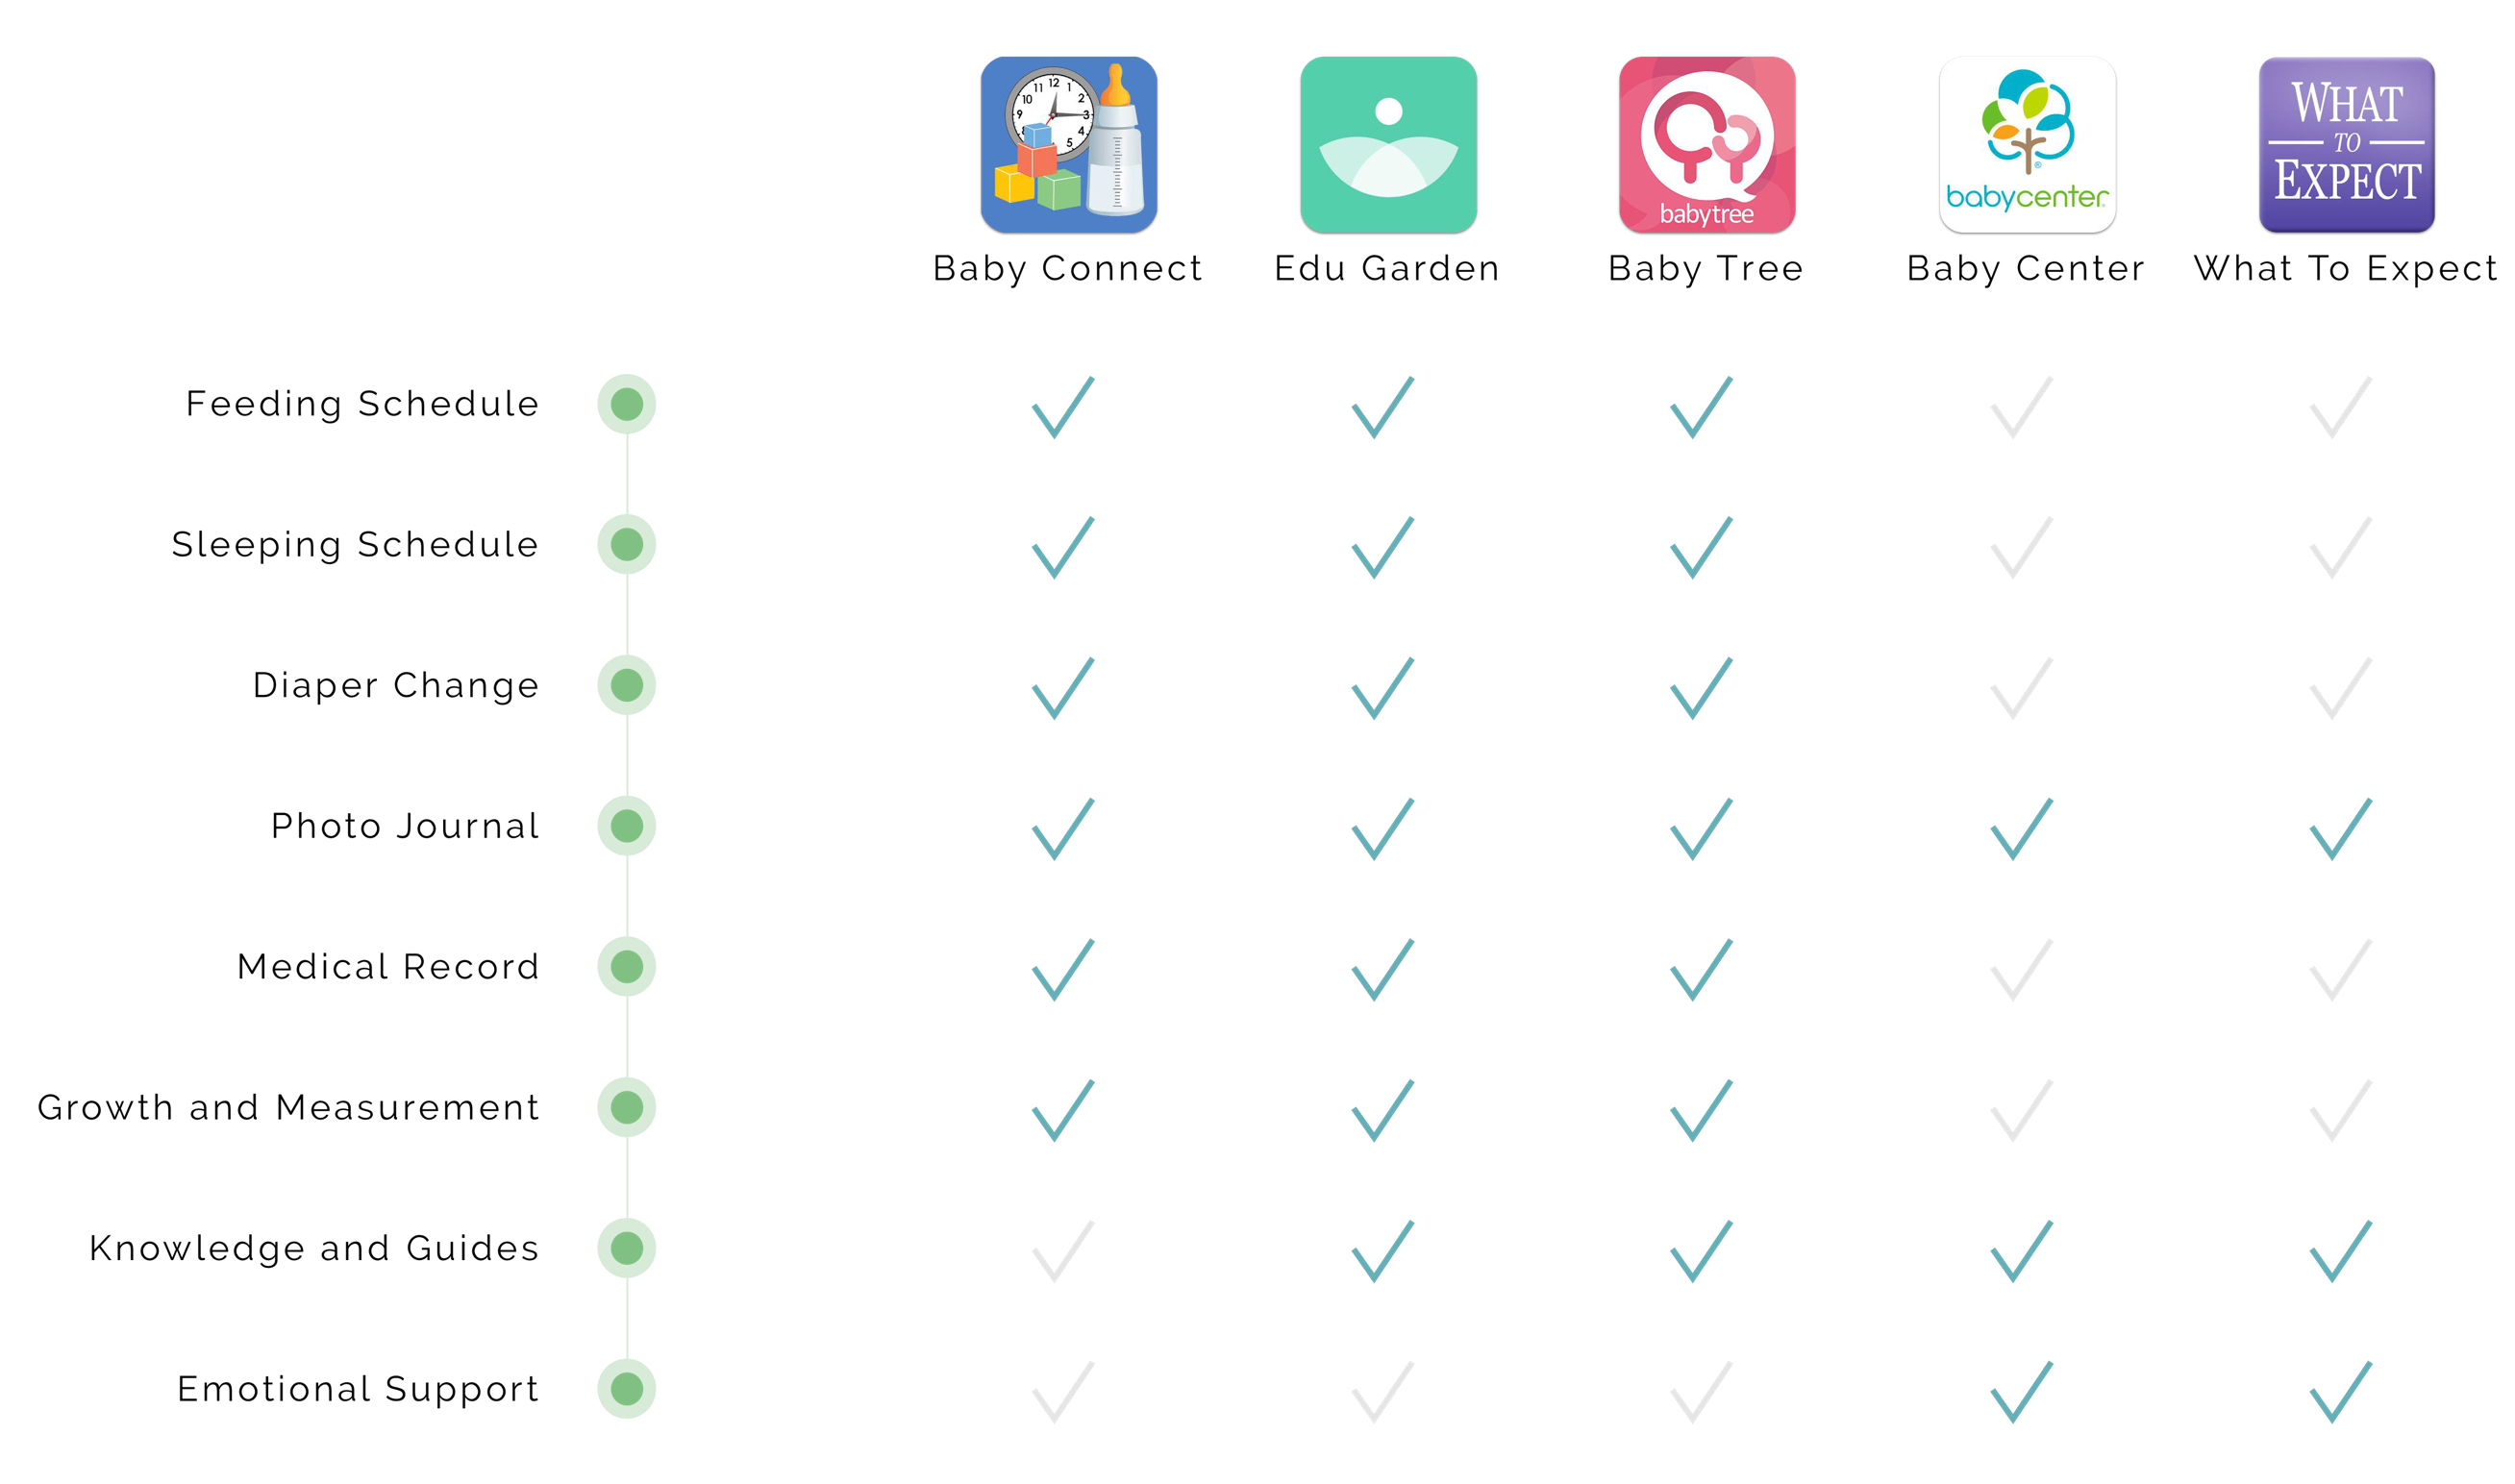 12
11
1
10
2
9
3
4
5
babytree
babycenter
WHAT
TO
EXPECT
Baby Connect
Edu Garden
Baby Tree
Baby Center
What To Expect
Feeding Schedule
Sleeping Schedule
Diaper Change
Photo Journal
Medical Record
Growth and Measurement
Knowledge and Guides
Emotional Support